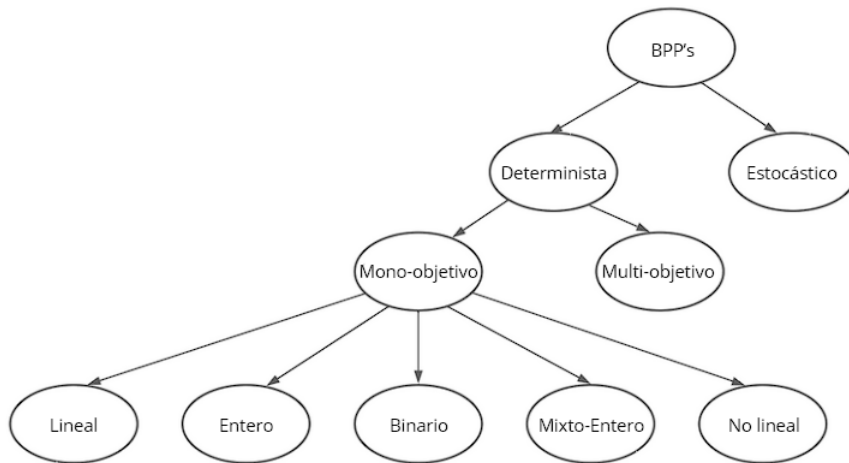 BPP's
Determinista
Estocástico
Mono-objetivo
Multi-objetivo
Lineal
Entero
Binario
Mixto-Entero
No lineal